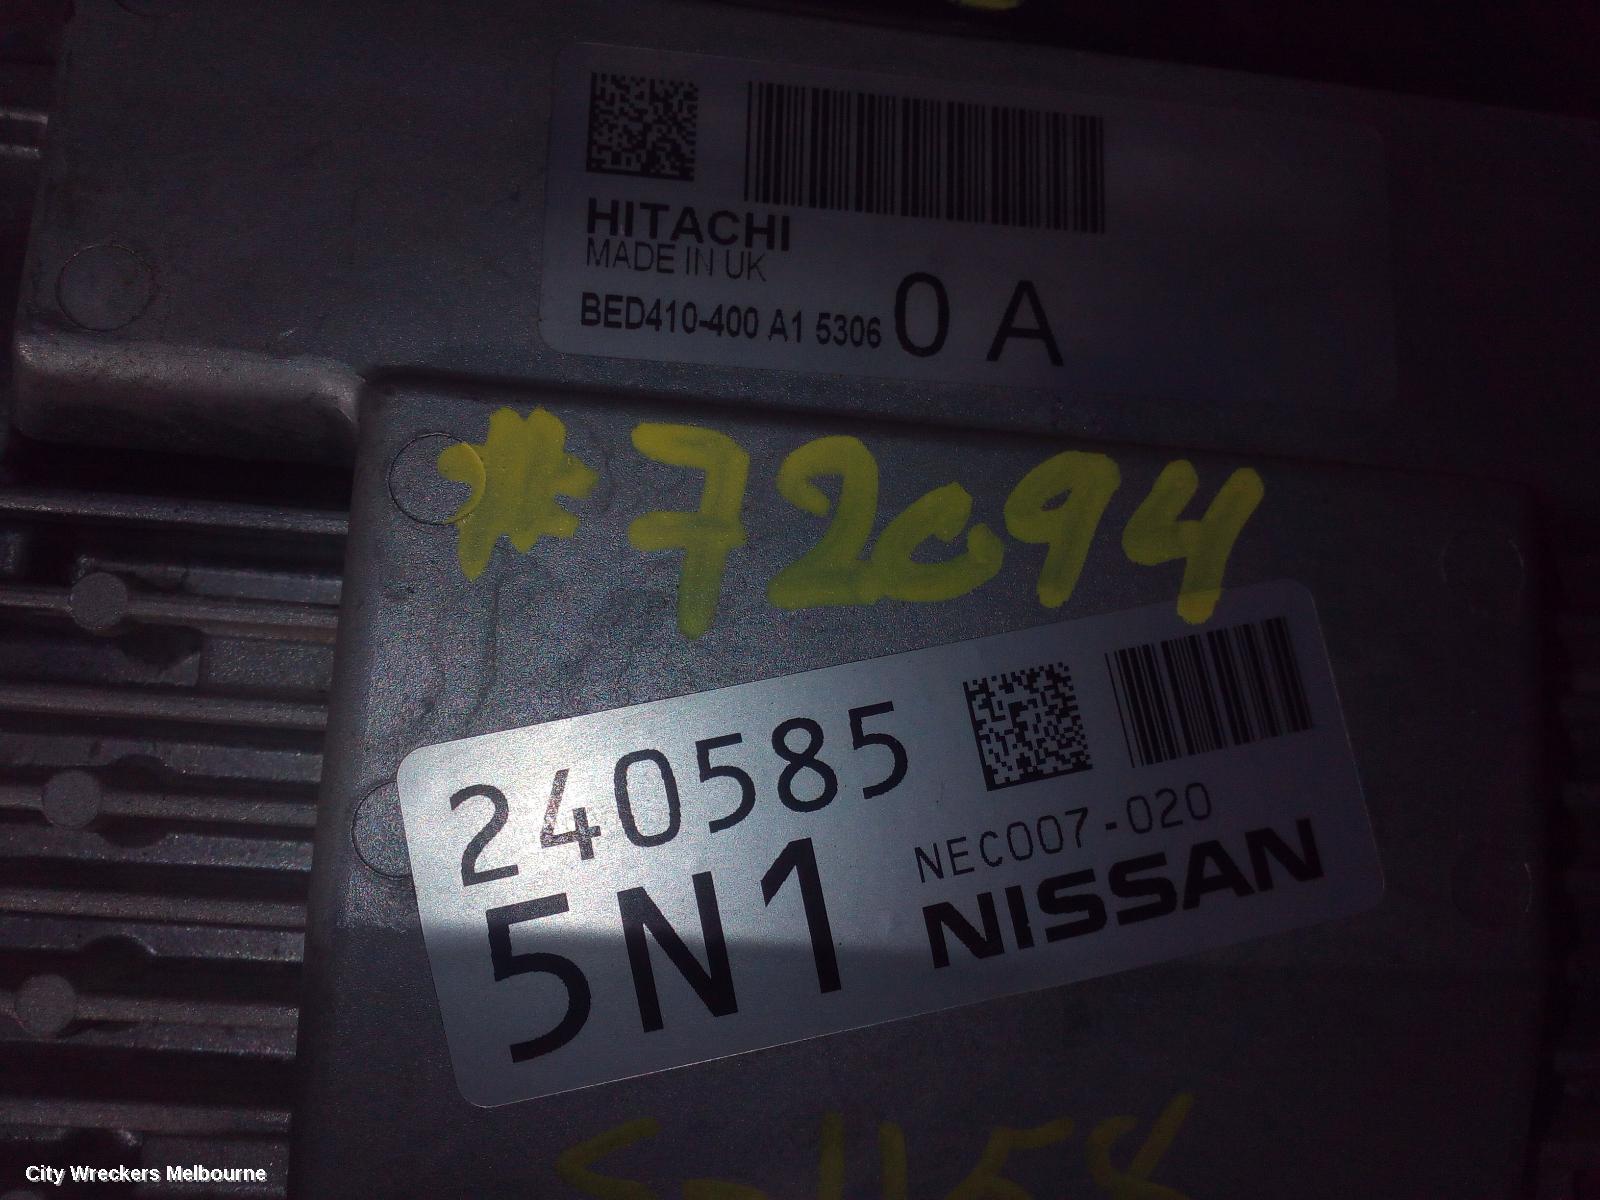 HITACHI
MADE IN UK
BED410-400 A1 5306 0 A
#72094
240585
5N1
NEC007-020
NISSAN
City Wreckers Melbourne